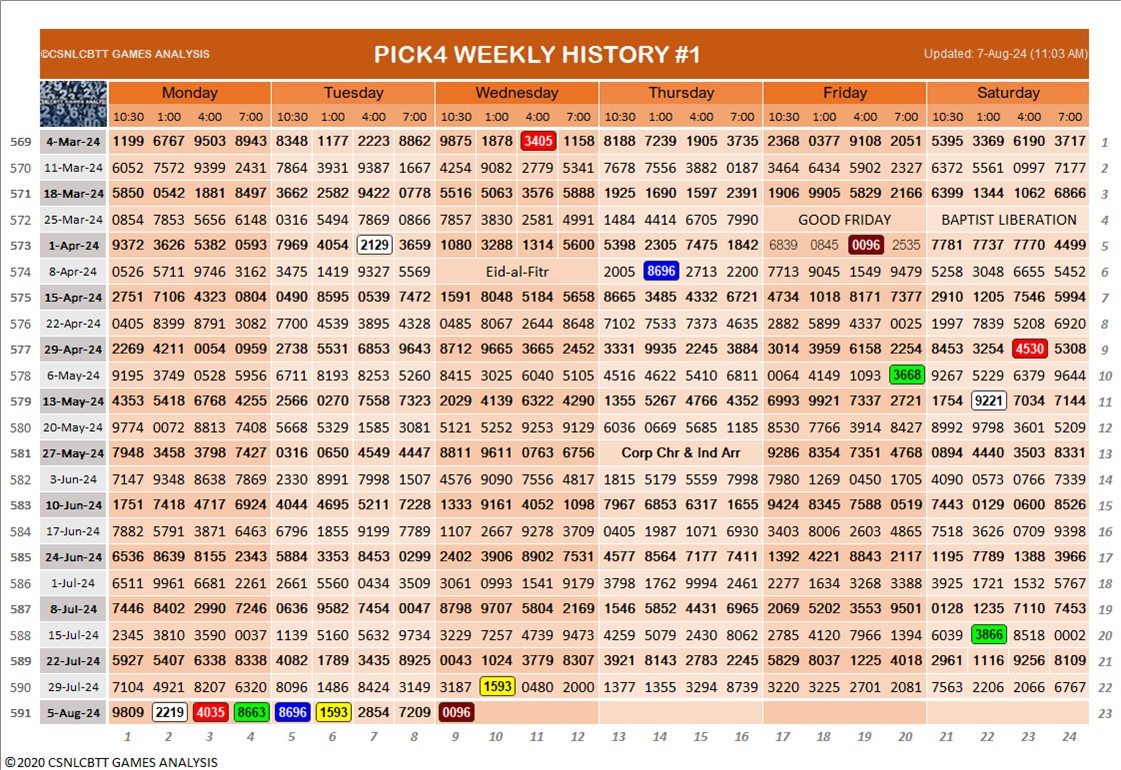 ©CSNLCBTT GAMES ANALYSIS PICK4 WEEKLY HISTORY #1 Updated: 7-Aug-24 (11:03 AM)
Monday Tuesday Wednesday Thursday Friday Saturday
10:30 1:00 4:00 7:00 10:30 1:00 4:00 7:00 10:30 1:00 4:00 7:00 10:30 1:00 4:00 7:00 10:30 1:00 4:00 7:00 10:30 1:00 4:00 7:00
569 4-Mar-24 1199 6767 9503 8943 8348 1177 2223 8862 9875 1878 3405 1158 8188 7239 1905 3735 2368 0377 9108 2051 5395 3369 6190 3717 1
570 11-Mar-24 6052 7572 9399 2431 7864 3931 9387 1667 4254 9082 2779 5341 7678 7556 3882 0187 3464 6434 5902 2327 6372 5561 0997 7177 2
571 18-Mar-24 5850 0542 1881 8497 3662 2582 9422 0778 5516 5063 3576 5888 1925 1690 1597 2391 1906 9905 5829 2166 6399 1344 1062 6866 3
572 25-Mar-24 0854 7853 5656 6148 0316 5494 7869 0866 7857 3830 2581 4991 1484 4414 6705 7990 GOOD FRIDAY BAPTIST LIBERATION 4
573 1-Apr-24 9372 3626 5382 0593 7969 4054 2129 3659 1080 3288 1314 5600 5398 2305 7475 1842 6839 0845 0096 2535 7781 7737 7770 4499 5
574 8-Apr-24 0526 5711 9746 3162 3475 1419 9327 5569 Eid-al-Fitr 2005 8696 2713 2200 7713 9045 1549 9479 5258 3048 6655 5452 6
575 15-Apr-24 2751 7106 4323 0804 0490 8595 0539 7472 1591 8048 5184 5658 8665 3485 4332 6721 4734 1018 8171 7377 2910 1205 7546 5994 7
576 22-Apr-24 0405 8399 8791 3082 7700 4539 3895 4328 0485 8067 2644 8648 7102 7533 7373 4635 2882 5899 4337 0025 1997 7839 5208 6920 8
577 29-Apr-24 2269 4211 0054 0959 2738 5531 6853 9643 8712 9665 3665 2452 3331 9935 2245 3884 3014 3959 6158 2254 8453 3254 4530 5308 9
578 6-May-24 9195 3749 0528 5956 6711 8139 8253 5260 8415 3025 6040 5105 4516 4622 5410 6811 0064 4149 1093 3668 9267 5229 6379 9644 10
579 13-May-24 4353 5418 6768 4255 2566 0270 7558 7323 2029 4139 6322 4290 1355 5267 4766 4352 6993 9921 7337 2721 1754 9221 7034 7144 11
580 20-May-24 9774 0072 8813 7408 5668 5329 1585 3081 5121 5252 9253 9129 6036 0669 5685 1185 8530 7766 3914 8427 8992 9798 3601 5209 12
581 27-May-24 7948 3458 3798 7427 0316 0650 4549 4447 8811 9611 0763 6756 Corp Chr & Ind Arr 9286 8354 7351 4768 0894 4440 3503 8331 13
582 3-Jun-24 7147 9348 8638 7869 2330 8991 7998 1507 4576 9090 7556 4817 1815 5179 5559 7998 7980 1269 0450 1705 4090 0573 0766 7339 14
583 10-Jun-24 1751 7418 4717 6924 4044 4695 5211 7228 1333 9161 4052 1098 7967 6853 6317 1655 9424 8345 7588 0519 7443 0129 0600 8526 15
584 17-Jun-24 7882 5791 3871 6463 6796 1855 9199 7789 1107 2667 9278 3709 0405 1987 1071 6930 3403 8006 2603 4865 7518 3626 0709 9398 16
585 24-Jun-24 6536 8639 8155 2343 5884 3353 8453 0299 2402 3906 8902 7531 4577 8564 7177 7411 1392 4221 8843 2117 1195 7789 1388 3966 17
586 1-Jul-24 6511 9961 6681 2261 2661 5560 0434 3509 3061 0993 1541 9179 3798 1762 9994 2461 2277 1634 3268 3388 3925 1721 1532 5767 18
587 8-Jul-24 7446 8402 2990 7246 0636 9582 7454 0047 8798 9707 5804 2169 1546 5852 4431 6965 2069 5202 3553 9501 0128 1235 7110 7453 19
588 15-Jul-24 2345 3810 3590 0037 1139 5160 5632 9734 3229 7257 4739 9473 4259 5079 2430 8062 2785 4120 7966 1394 6039 3866 8518 0002 20
589 22-Jul-24 5927 5407 6338 8338 4082 1789 3435 8925 0043 1024 3779 8307 3921 8143 2783 2245 5829 8037 1225 4018 2961 1116 9256 8109 21
590 29-Jul-24 7104 4921 8207 6320 8096 1486 8424 3149 3187 1593 0480 2000 1377 1355 3294 8739 3220 3225 2701 2081 7563 2206 2066 6767 22
591 5-Aug-24 9809 2219 4035 8663 8696 1593 2854 7209 0096 23
1 2 3 4 5 6 7 8 9 10 11 12 13 14 15 16 17 18 19 20 21 22 23 24
©2020 CSNLCBTT GAMES ANALYSIS